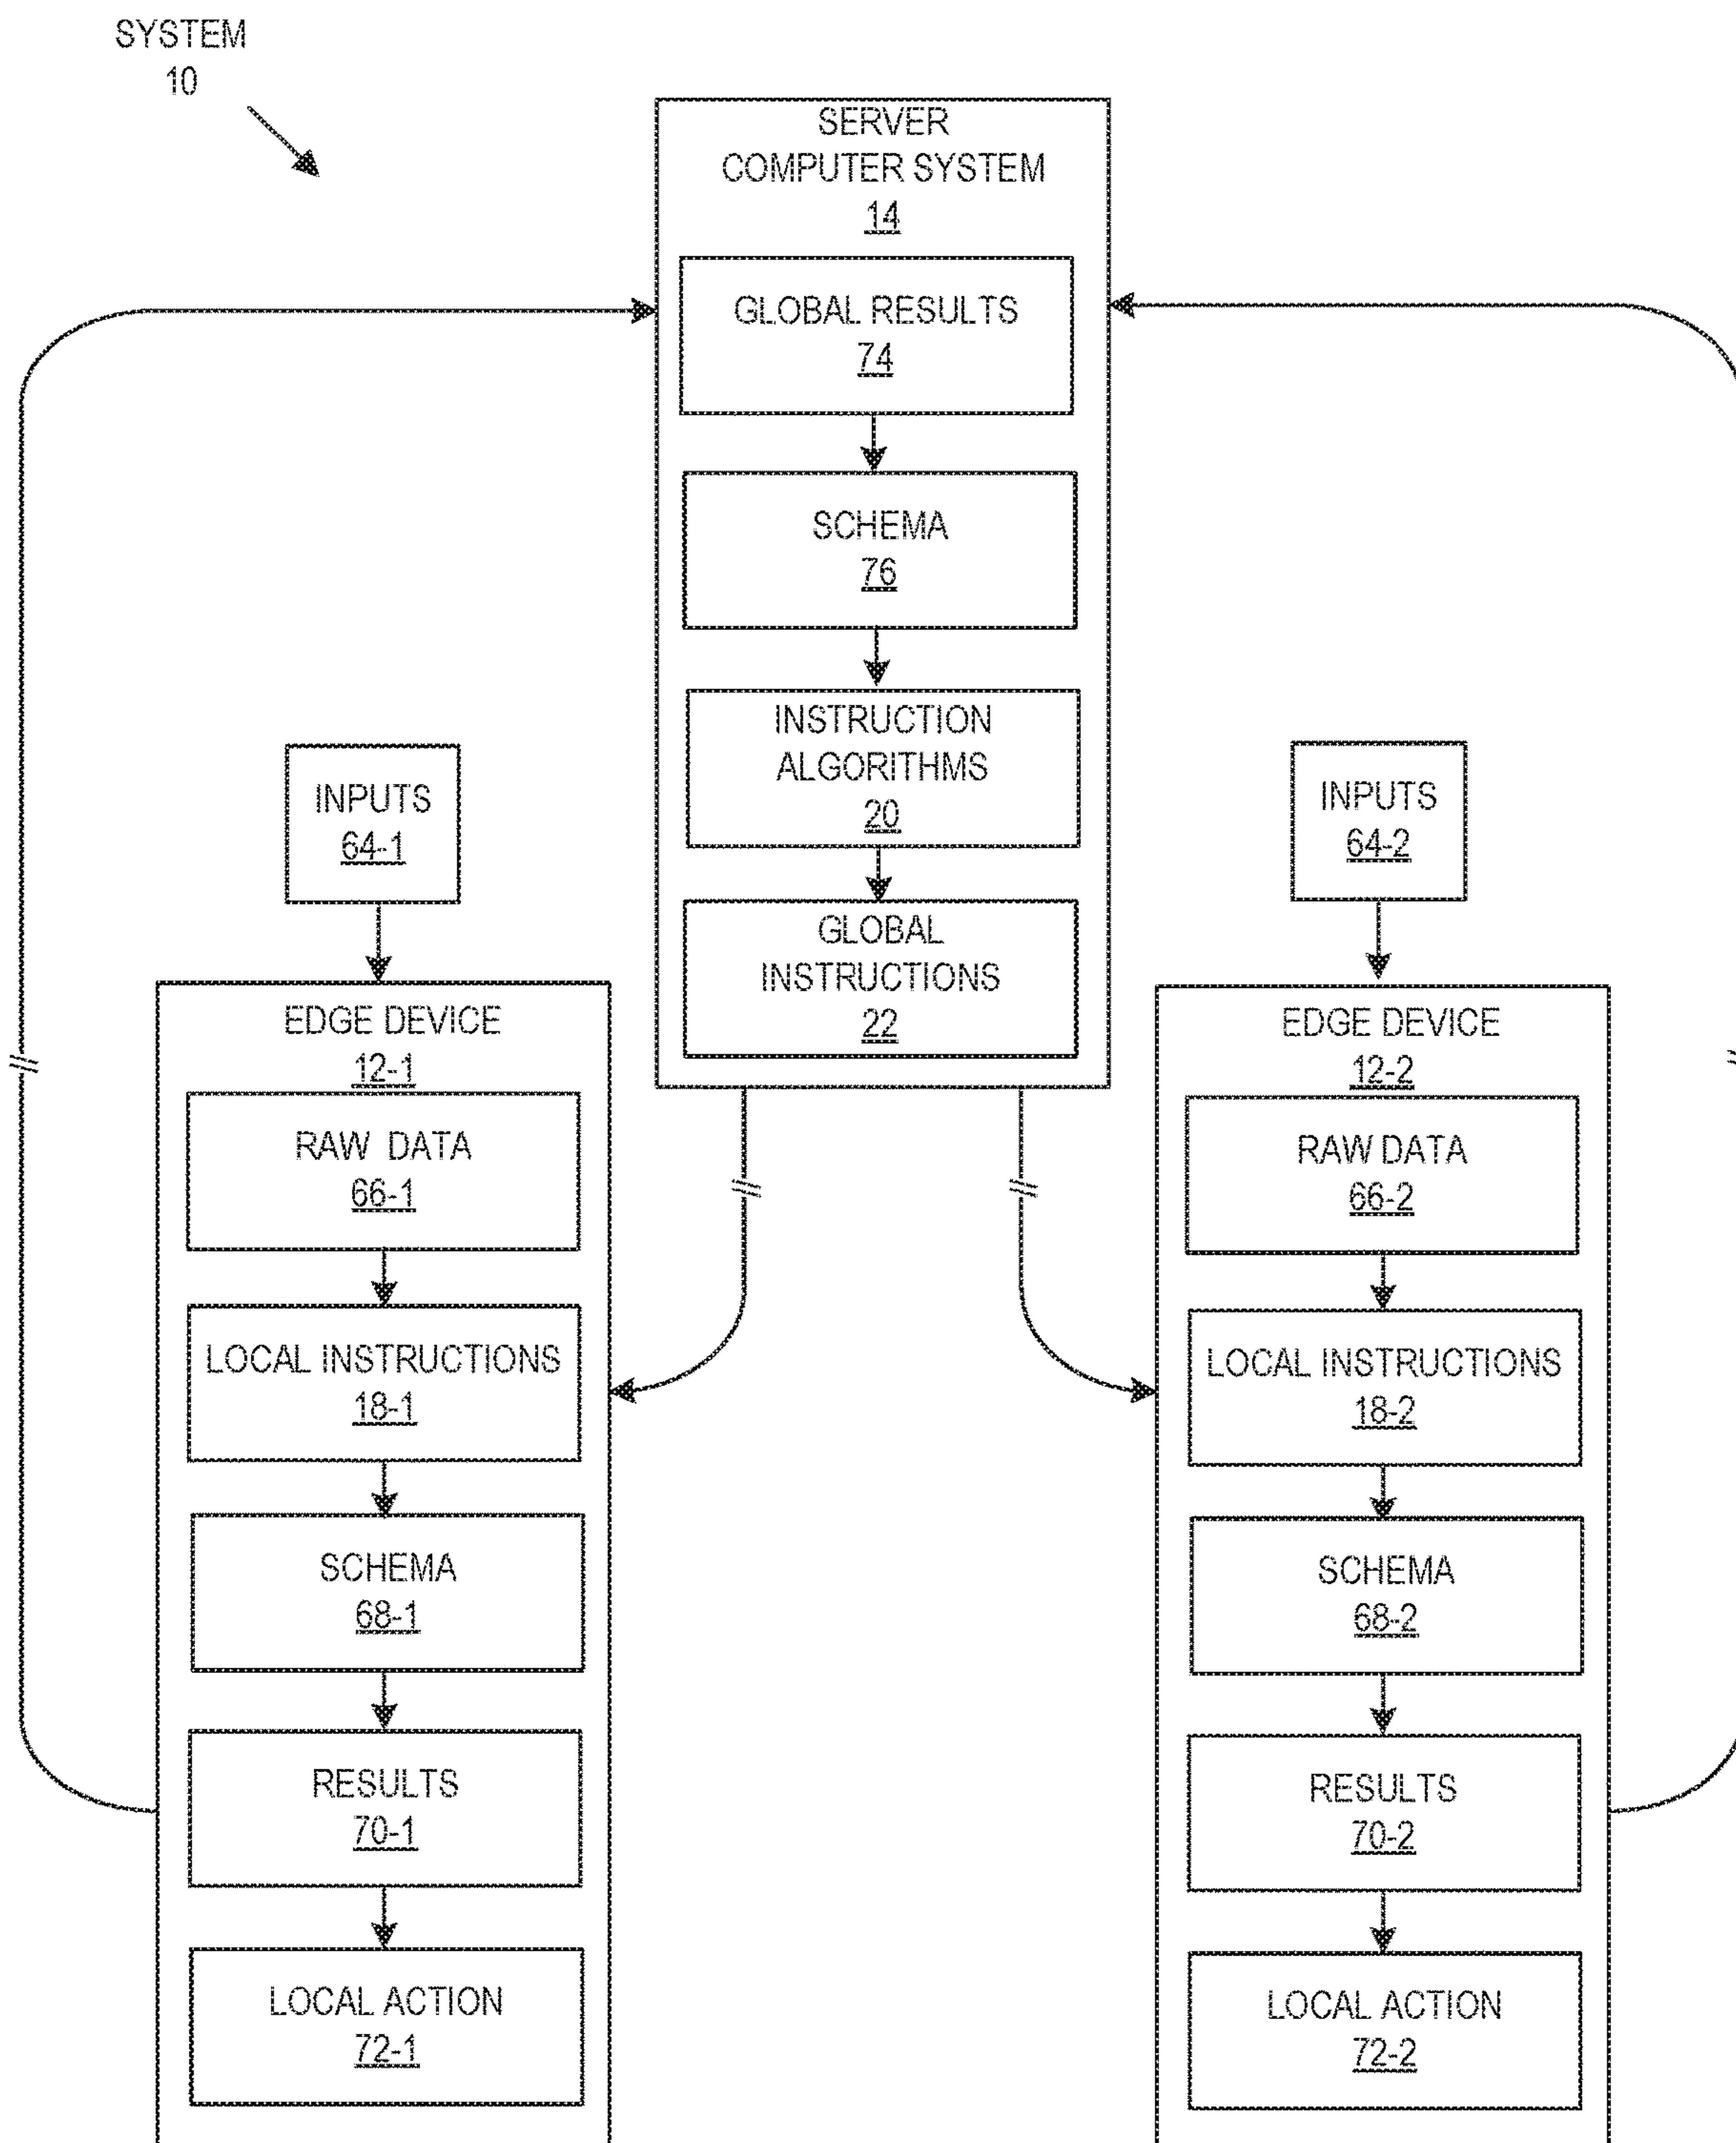 SYSTEM
10
SERVER
COMPUTER SYSTEM
14
GLOBAL RESULTS
74
SCHEMA
76
INSTRUCTION
ALGORITHMS
20
GLOBAL
INSTRUCTIONS
22
INPUTS
64-1
EDGE DEVICE
12-1
RAW DATA
66-1
LOCAL INSTRUCTIONS
18-1
SCHEMA
68-1
RESULTS
70-1
LOCAL ACTION
72-1
INPUTS
64-2
EDGE DEVICE
12-2
RAW DATA
66-2
LOCAL INSTRUCTIONS
18-2
SCHEMA
68-2
RESULTS
70-2
LOCAL ACTION
72-2